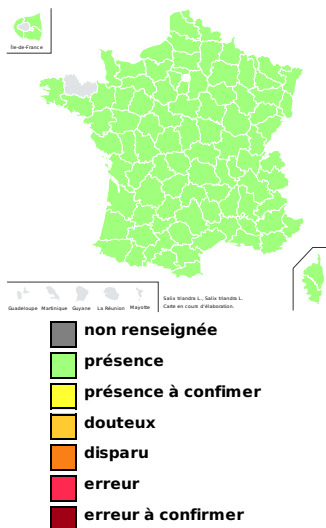 Île-de-France
Guadeloupe Martinique Guyane La Réunion Mayotte
Salix triandra L., Salix triandra L.
Carte en cours d'élaboration.
non renseignée
présence
présence à confimer
douteux
disparu
erreur
erreur à confirmer